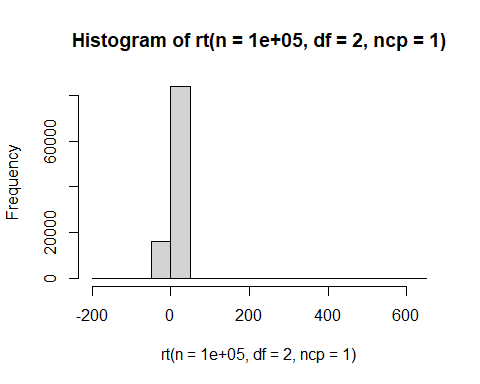 Histogram of rt(n = 1e+05, df = 2, ncp = 1)
Frequency
60000
20000
0
-200 0 200 400 600
rt(n = 1e+05, df = 2, ncp = 1)